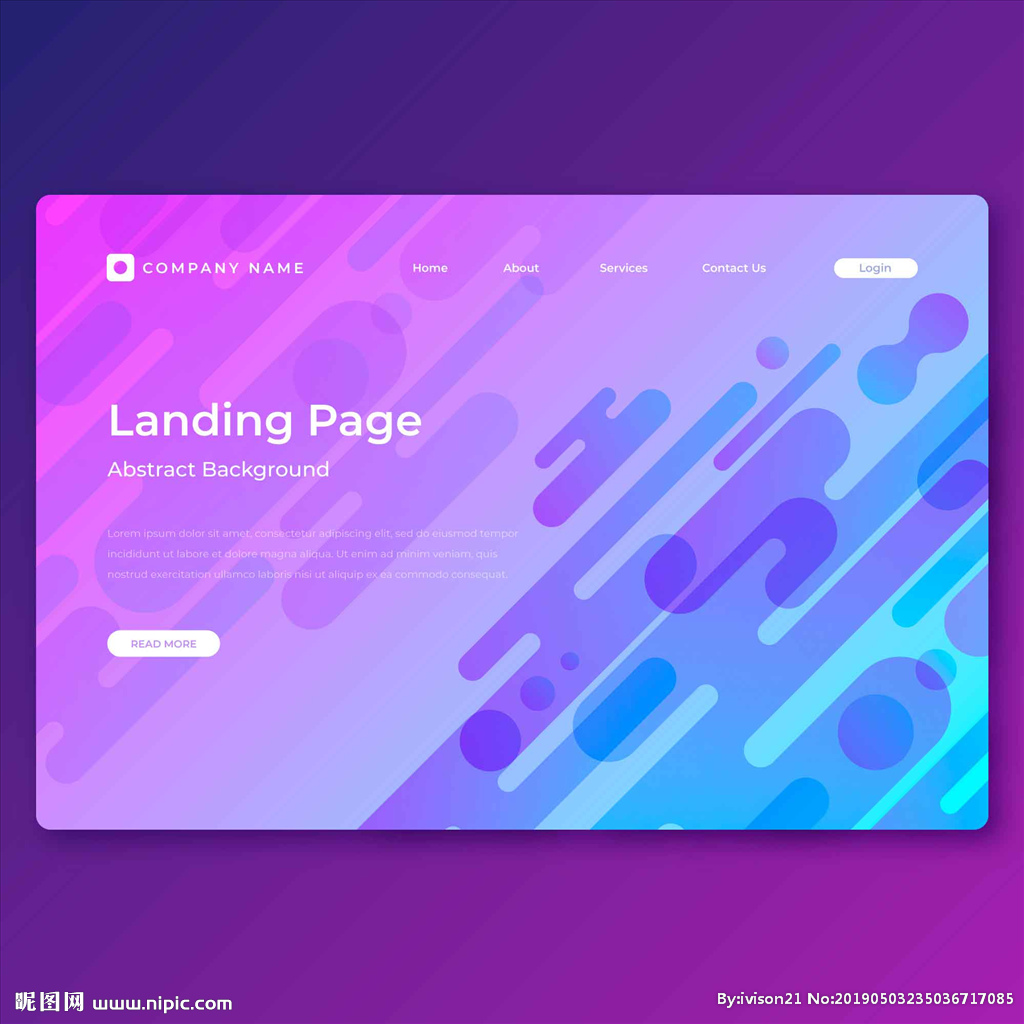 COMPANY NAME Home About Services Contact Us Login
Landing Page
Abstract Background
Lorem ipsum dolor sit amet, consectetur adipiscing elit, sed do eiusmod tempor
incididunt ut labore et dolore magna aliqua. Ut enim ad minim veniam, quis
nostrud exercitation ullamco laboris nisi ut aliquip ex ea commodo consequat.
READ MORE
昵图网 www.nipic.com
By:ivison21 No:20190503235036717085